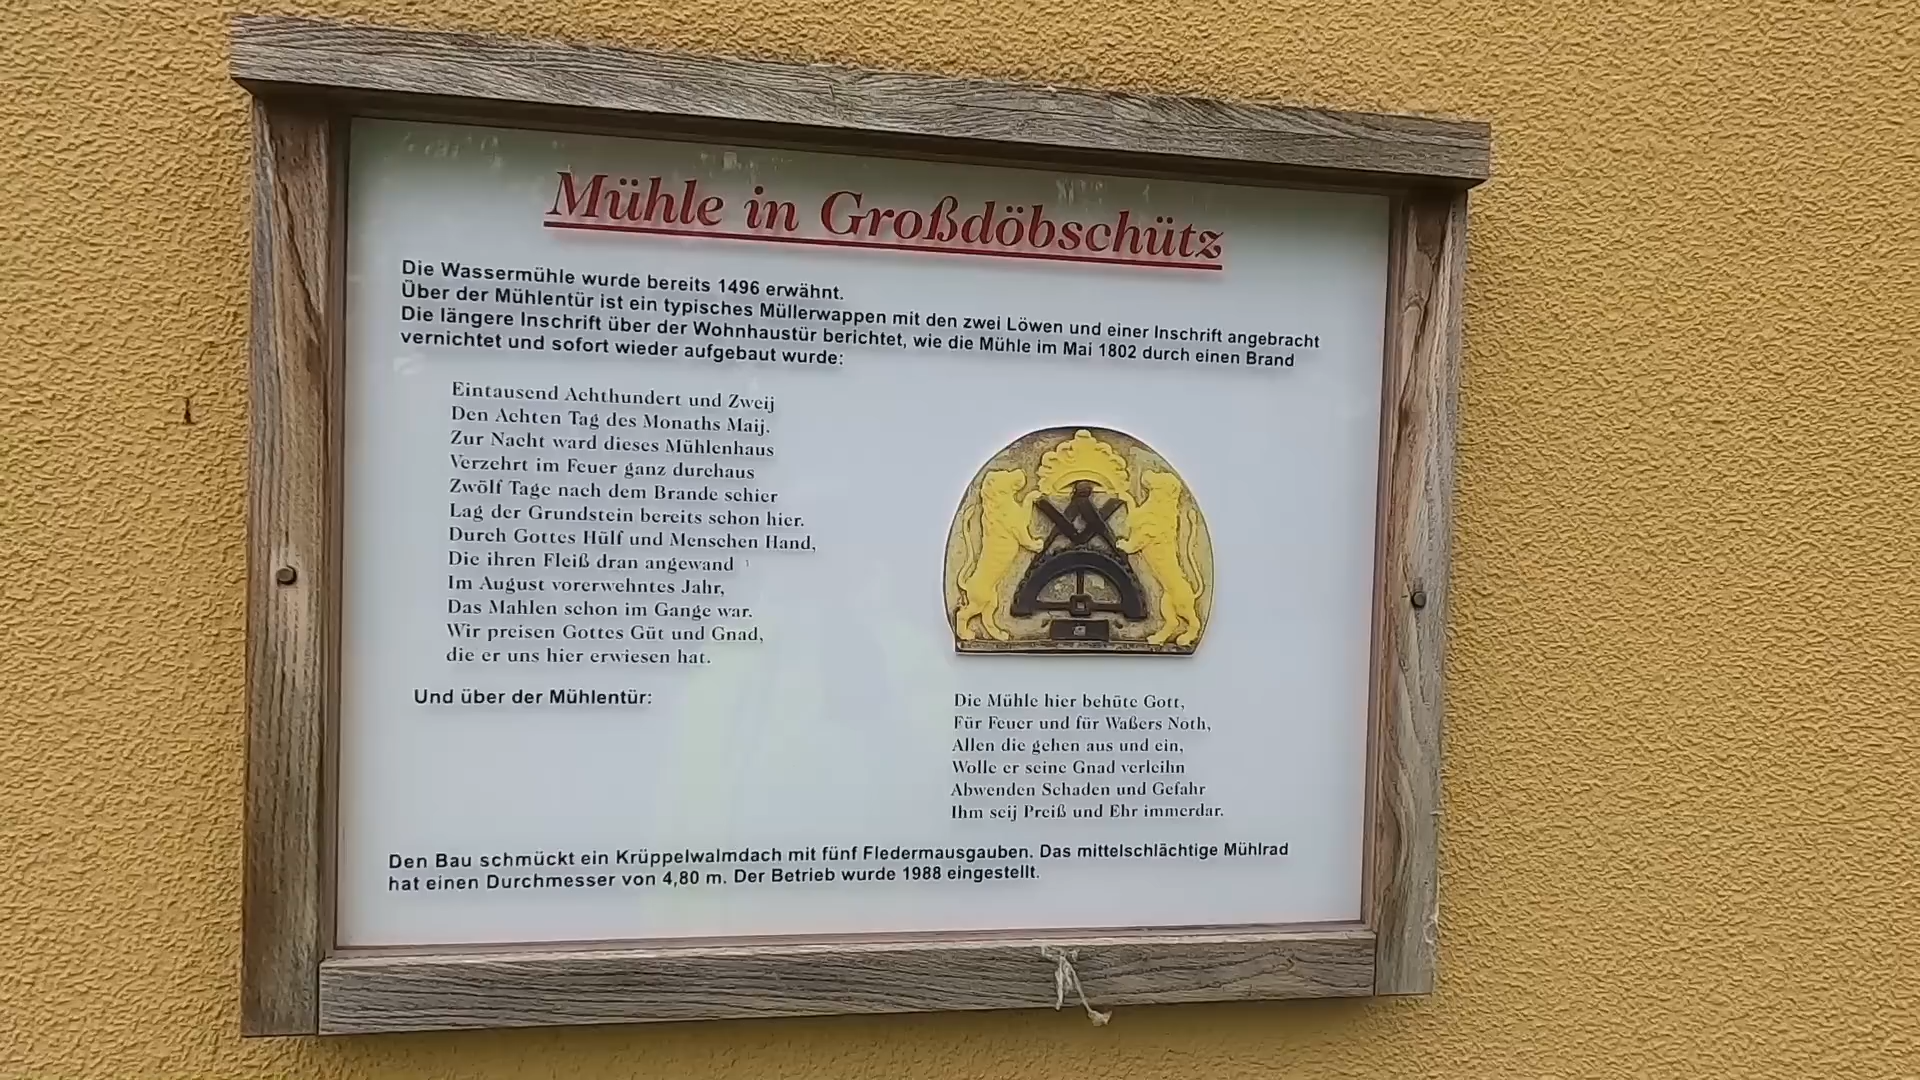 Mühle in Großdöbschütz
Die Wassermühle wurde bereits 1496 erwähnt.
Über der Mühlentür ist ein typisches Müllerwappen mit den zwei Löwen und einer Inschrift angebracht
Die längere Inschrift über der Wohnhaustür berichtet, wie die Mühle im Mai 1802 durch einen Brand
vernichtet und sofort wieder aufgebaut wurde:
Eintausend Achthundert und Zweij
Den Achten Tag des Monaths Maij.
Zur Nacht ward dieses Mühlenhaus
Verzehrt im Feuer ganz durchaus
Zwölf Tage nach dem Brande schier
Lag der Grundstein bereits schon hier.
Durch Gottes Hülf und Menschen Hand,
Die ihren Fleiß dran angewand
Im August vorerwehntes Jahr,
Das Mahlen schon im Gange war.
Wir preisen Gottes Güt und Gnad,
die er uns hier erwiesen hat.
Und über der Mühlentür:
Die Mühle hier behüte Gott,
Für Feuer und für Waßers Noth,
Allen die gehen aus und ein,
Wolle er seine Gnad verleihn
Abwenden Schaden und Gefahr
Ihm seij Preiß und Ehr immerdar.
Den Bau schmückt ein Krüppelwalmdach mit fünf Fledermausgauben. Das mittelschlächtige Mühlrad
hat einen Durchmesser von 4,80 m. Der Betrieb wurde 1988 eingestellt.